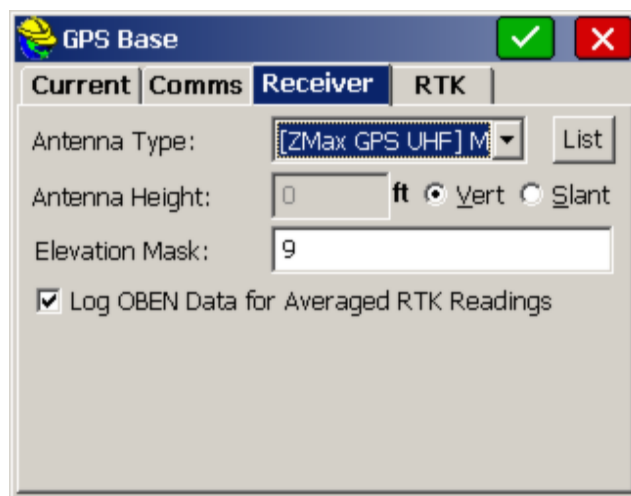 GPS Base
Current Comms Receiver RTK
Antenna Type: [ZMax GPS UHF] M List
Antenna Height: 0 ft Vert Slant
Elevation Mask: 9
Log OBEN Data for Averaged RTK Readings